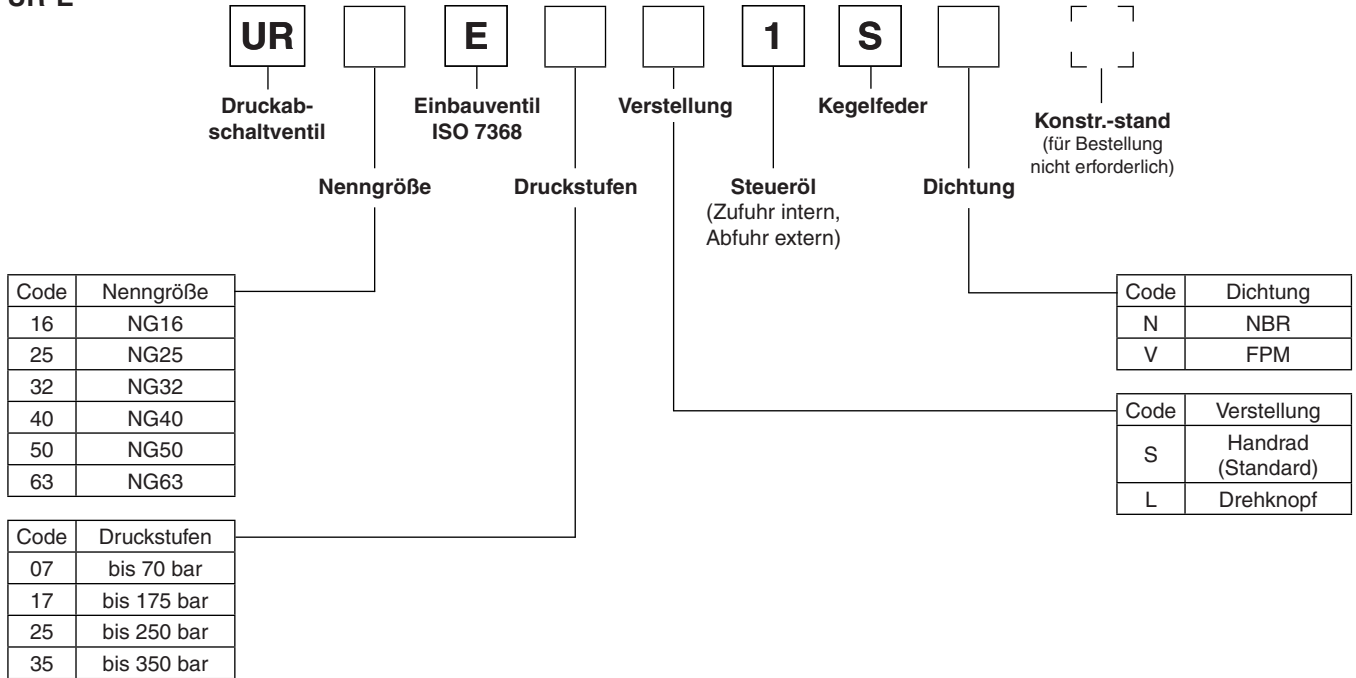 UR E 1 S
Druckab-
schaltventil
Einbauventil
ISO 7368
Verstellung
Kegelfeder
Konstr.-stand
(für Bestellung
nicht erforderlich)
Nenngröße
Druckstufen
Steueröl
(Zufuhr intern,
Abfuhr extern)
Dichtung
Code Nenngröße
16 NG16
25 NG25
32 NG32
40 NG40
50 NG50
63 NG63
Code Druckstufen
07 bis 70 bar
17 bis 175 bar
25 bis 250 bar
35 bis 350 bar
Code Dichtung
N NBR
V FPM
Code Verstellung
S Handrad
(Standard)
L Drehknopf